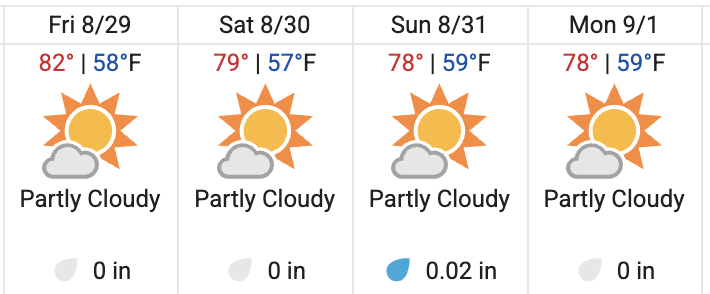 Fri 8/29
82° | 58°F
Partly Cloudy
0 in
Sat 8/30
79° | 57°F
Partly Cloudy
0 in
Sun 8/31
78° | 59°F
Partly Cloudy
0.02 in
Mon 9/1
78° | 59°F
Partly Cloudy
0 in